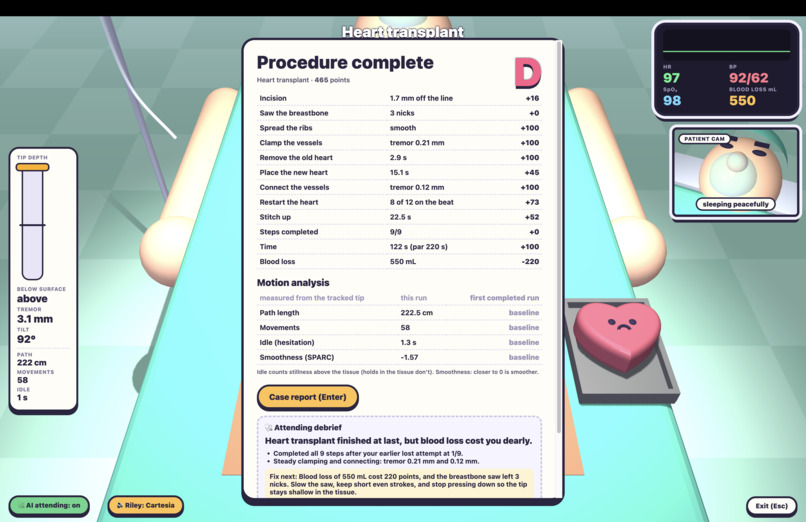 Heart transplant
Procedure complete
D
Heart transplant · 465 points
Incision 1.7 mm off the line +16
Saw the breastbone 3 nicks +0
Spread the ribs smooth +100
Clamp the vessels tremor 0.21 mm +100
Remove the old heart 2.9 s +100
Place the new heart 15.1 s +45
Connect the vessels tremor 0.12 mm +100
Restart the heart 8 of 12 on the beat +73
Stitch up 22.5 s +52
Steps completed 9/9 +0
Time 122 s (par 220 s) +100
Blood loss 550 mL -220
Motion analysis
measured from the tracked tip this run first completed run
Path length 222.5 cm baseline
Movements 58 baseline
Idle (hesitation) 1.3 s baseline
Smoothness (SPARC) -1.57 baseline
Idle counts stillness above the tissue (holds in the tissue don't). Smoothness: closer to 0 is smoother.
Case report (Enter)
Attending debrief
Heart transplant finished at last, but blood loss cost you dearly.
• Completed all 9 steps after your earlier lost attempt at 1/9.
• Steady clamping and connecting: tremor 0.21 mm and 0.12 mm.
Fix next: Blood loss of 550 mL cost 220 points, and the breastbone saw left 3
nicks. Slow the saw, keep short even strokes, and stop pressing down so the tip
stays shallow in the tissue.
TIP DEPTH
BELOW SURFACE
above
TREMOR
3.1 mm
TILT
92°
PATH
222 cm
MOVEMENTS
58
IDLE
1 s
HR BP
97 92/62
SpO₂ BLOOD LOSS mL
98 550
PATIENT CAM
sleeping peacefully
AI attending: on
Riley: Cartesia
Exit (Esc)